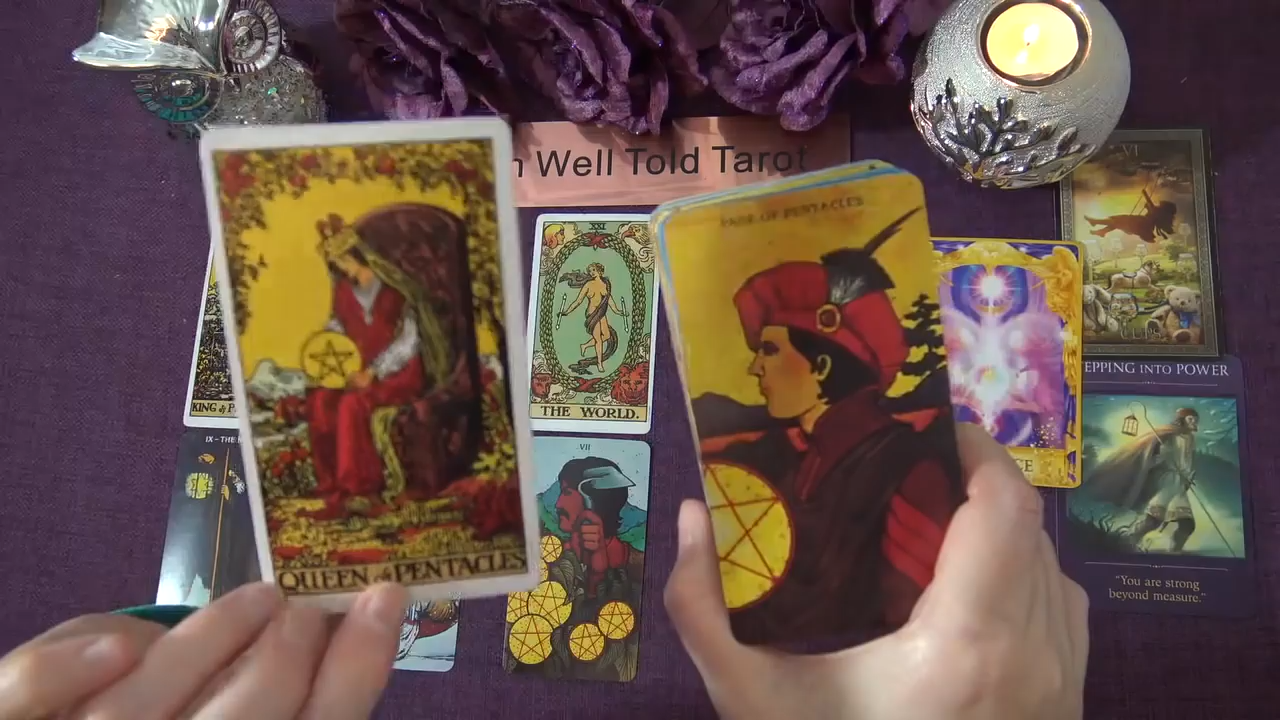 n Well Told Tarot
QUEEN of PENTACLES
PAGE OF PENTACLES
XXI
THE WORLD.
VI
KING of P
IX - THE
VII
CE
EPPING INTO POWER
"You are strong
beyond measure."